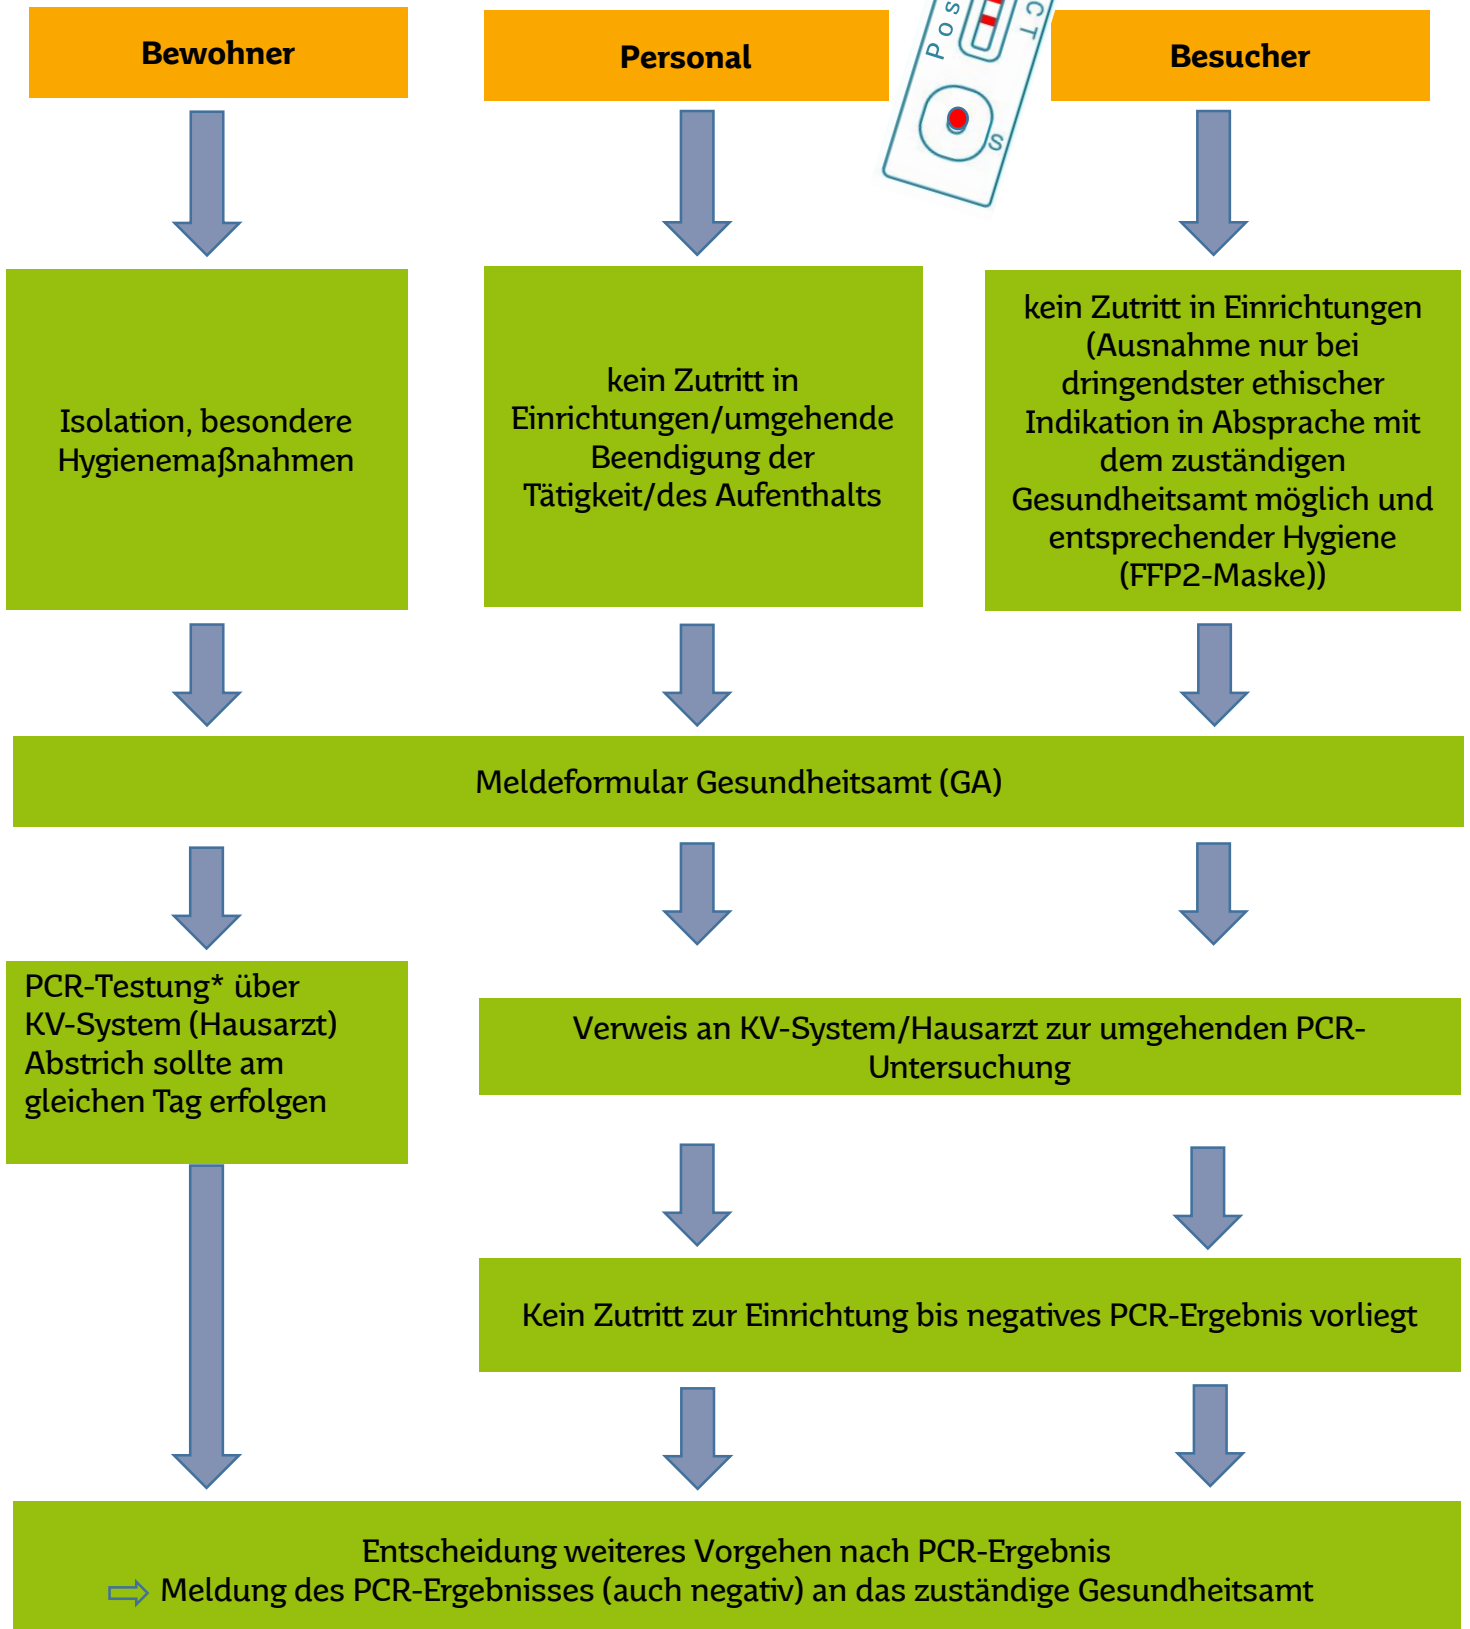 Bewohner
Personal
Pos
C T
S
Besucher
Isolation, besondere
Hygienemaßnahmen
kein Zutritt in
Einrichtungen/umgehende
Beendigung der
Tätigkeit/des Aufenthalts
kein Zutritt in Einrichtungen
(Ausnahme nur bei
dringendster ethischer
Indikation in Absprache mit
dem zuständigen
Gesundheitsamt möglich und
entsprechender Hygiene
(FFP2-Maske))
Meldeformular Gesundheitsamt (GA)
PCR-Testung* über
KV-System (Hausarzt)
Abstrich sollte am
gleichen Tag erfolgen
Verweis an KV-System/Hausarzt zur umgehenden PCR-
Untersuchung
Kein Zutritt zur Einrichtung bis negatives PCR-Ergebnis vorliegt
Entscheidung weiteres Vorgehen nach PCR-Ergebnis
⇨ Meldung des PCR-Ergebnisses (auch negativ) an das zuständige Gesundheitsamt